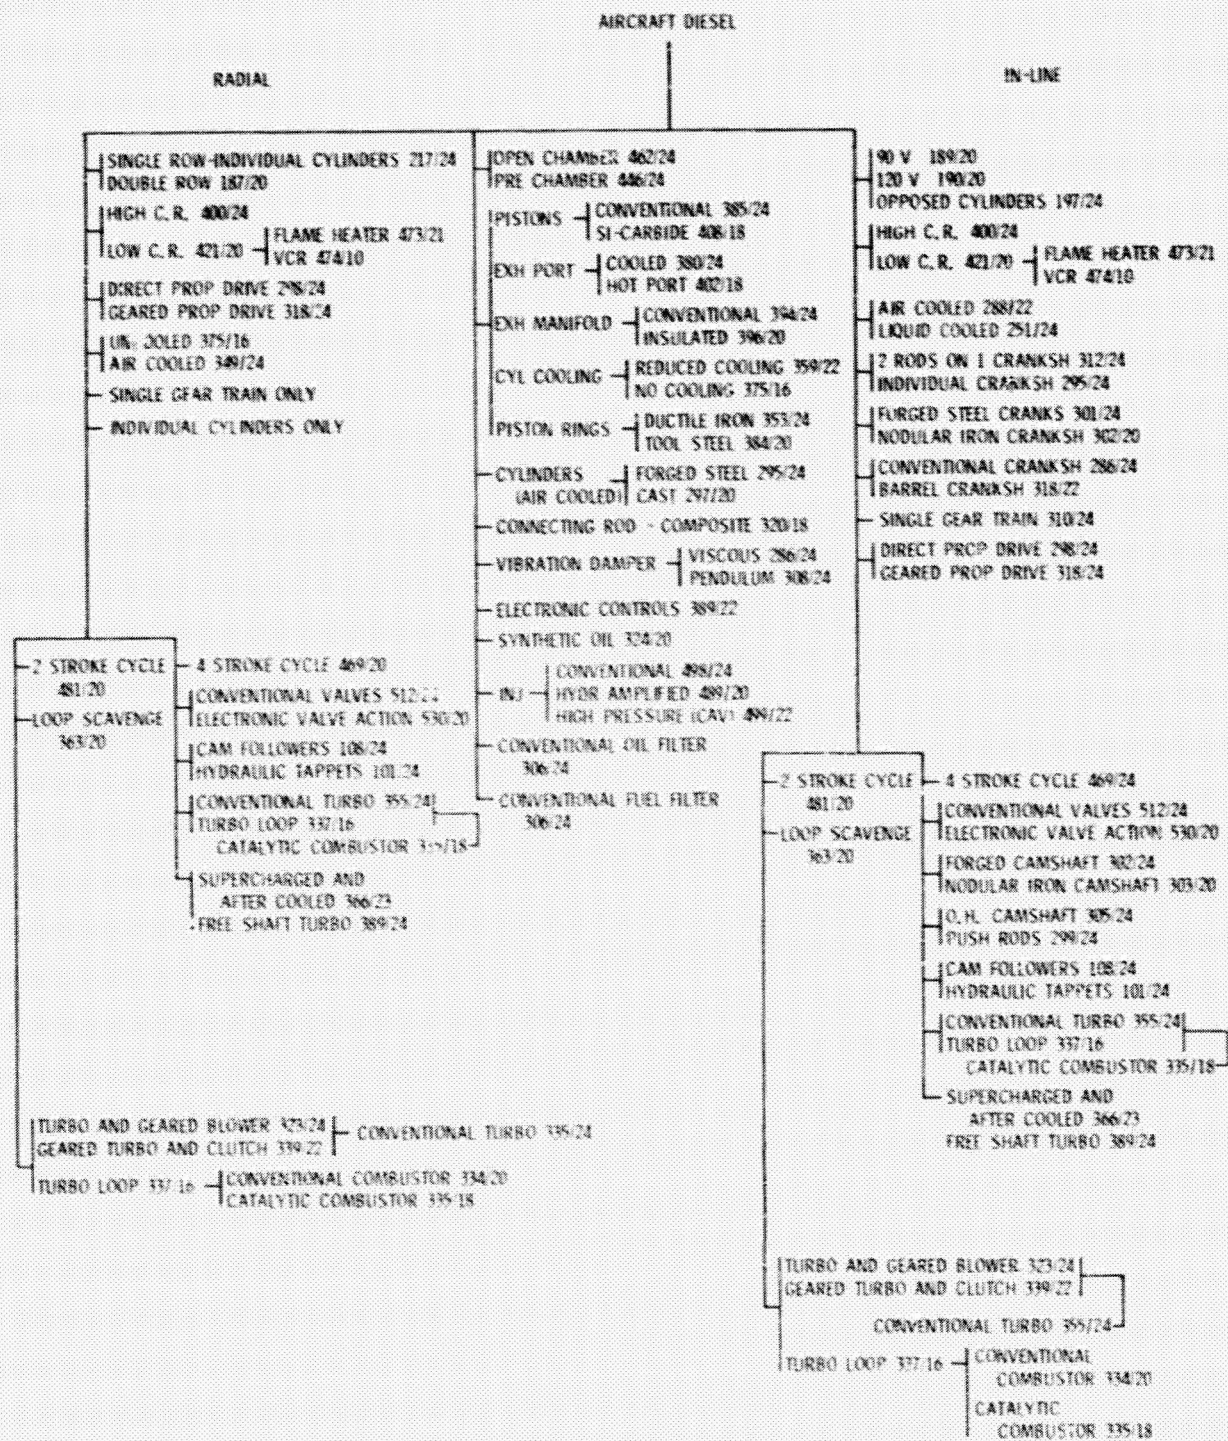 AIRCRAFT DIESEL
RADIAL
SINGLE ROW-INDIVIDUAL CYLINDERS 217/24
DOUBLE ROW 187/20
HIGH C.R. 400/24
LOW C.R. 421/20
FLAME HEATER 473/21
VCR 474/10
DIRECT PROP DRIVE 298/24
GEARED PROP DRIVE 318/24
375/16
AIR COOLED 349/24
SINGLE GEAR TRAIN ONLY
INDIVIDUAL CYLINDERS ONLY
2 STROKE CYCLE
481/20
LOOP SCAVENGE
363/20
4 STROKE CYCLE 469/20
CONVENTIONAL VALVES
ELECTRONIC VALVE ACTION 530/20
CAM FOLLOWERS 108/24
HYDRAULIC TAPPETS 101/24
CONVENTIONAL TURBO 355/24
TURBO LOOP 337/16
CATALYTIC COMBUSTOR
SUPERCHARGED AND
AFTER COOLED 366/23
FREE SHAFT TURBO 389/24
TURBO AND GEARED BLOWER 323/24
GEARED TURBO AND CLUTCH 339/22
CONVENTIONAL TURBO 335/24
TURBO LOOP 337/16
CONVENTIONAL COMBUSTOR 334/20
CATALYTIC COMBUSTOR 335/18
OPEN CHAMBER 462/24
PRE CHAMBER 446/24
PISTONS
CONVENTIONAL 385/24
SI-CARBIDE 408/18
EXH PORT
COOLED 380/24
HOT PORT 402/18
EXH MANIFOLD
CONVENTIONAL 394/24
INSULATED 396/20
CYL COOLING
REDUCED COOLING 359/22
NO COOLING 375/16
PISTON RINGS
DUCTILE IRON 353/24
TOOL STEEL 384/20
CYLINDERS
(AIR COOLED)
FORGED STEEL 295/24
CAST 297/20
CONNECTING ROD - COMPOSITE 320/18
VIBRATION DAMPER
VISCOUS 286/24
PENDULUM 308/24
ELECTRONIC CONTROLS 389/22
SYNTHETIC OIL 324/20
INJ
CONVENTIONAL 498/24
HYDR AMPLIFIED 489/20
HIGH PRESSURE (CAV) 499/22
CONVENTIONAL OIL FILTER
306/24
CONVENTIONAL FUEL FILTER
306/24
IN-LINE
90 V 189/20
120 V 190/20
OPPOSED CYLINDERS 197/24
HIGH C.R. 400/24
LOW C.R. 421/20
FLAME HEATER 473/21
VCR 474/10
AIR COOLED 288/22
LIQUID COOLED 251/24
2 RODS ON 1 CRANKSH 312/24
INDIVIDUAL CRANKSH 295/24
FORGED STEEL CRANKS 301/24
NODULAR IRON CRANKSH 302/20
CONVENTIONAL CRANKSH 286/24
BARREL CRANKSH 318/22
SINGLE GEAR TRAIN 310/24
DIRECT PROP DRIVE 298/24
GEARED PROP DRIVE 318/24
2 STROKE CYCLE
481/20
LOOP SCAVENGE
363/20
4 STROKE CYCLE 469/24
CONVENTIONAL VALVES 512/24
ELECTRONIC VALVE ACTION 530/20
FORGED CAMSHAFT 302/24
NODULAR IRON CAMSHAFT 303/20
O.H. CAMSHAFT 305/24
PUSH RODS 299/24
CAM FOLLOWERS 108/24
HYDRAULIC TAPPETS 101/24
CONVENTIONAL TURBO 355/24
TURBO LOOP 337/16
CATALYTIC COMBUSTOR 335/18
SUPERCHARGED AND
AFTER COOLED 366/23
FREE SHAFT TURBO 389/24
TURBO AND GEARED BLOWER 323/24
GEARED TURBO AND CLUTCH 339/22
CONVENTIONAL TURBO 355/24
TURBO LOOP 337/16
CONVENTIONAL
COMBUSTOR 334/20
CATALYTIC
COMBUSTOR 335/18